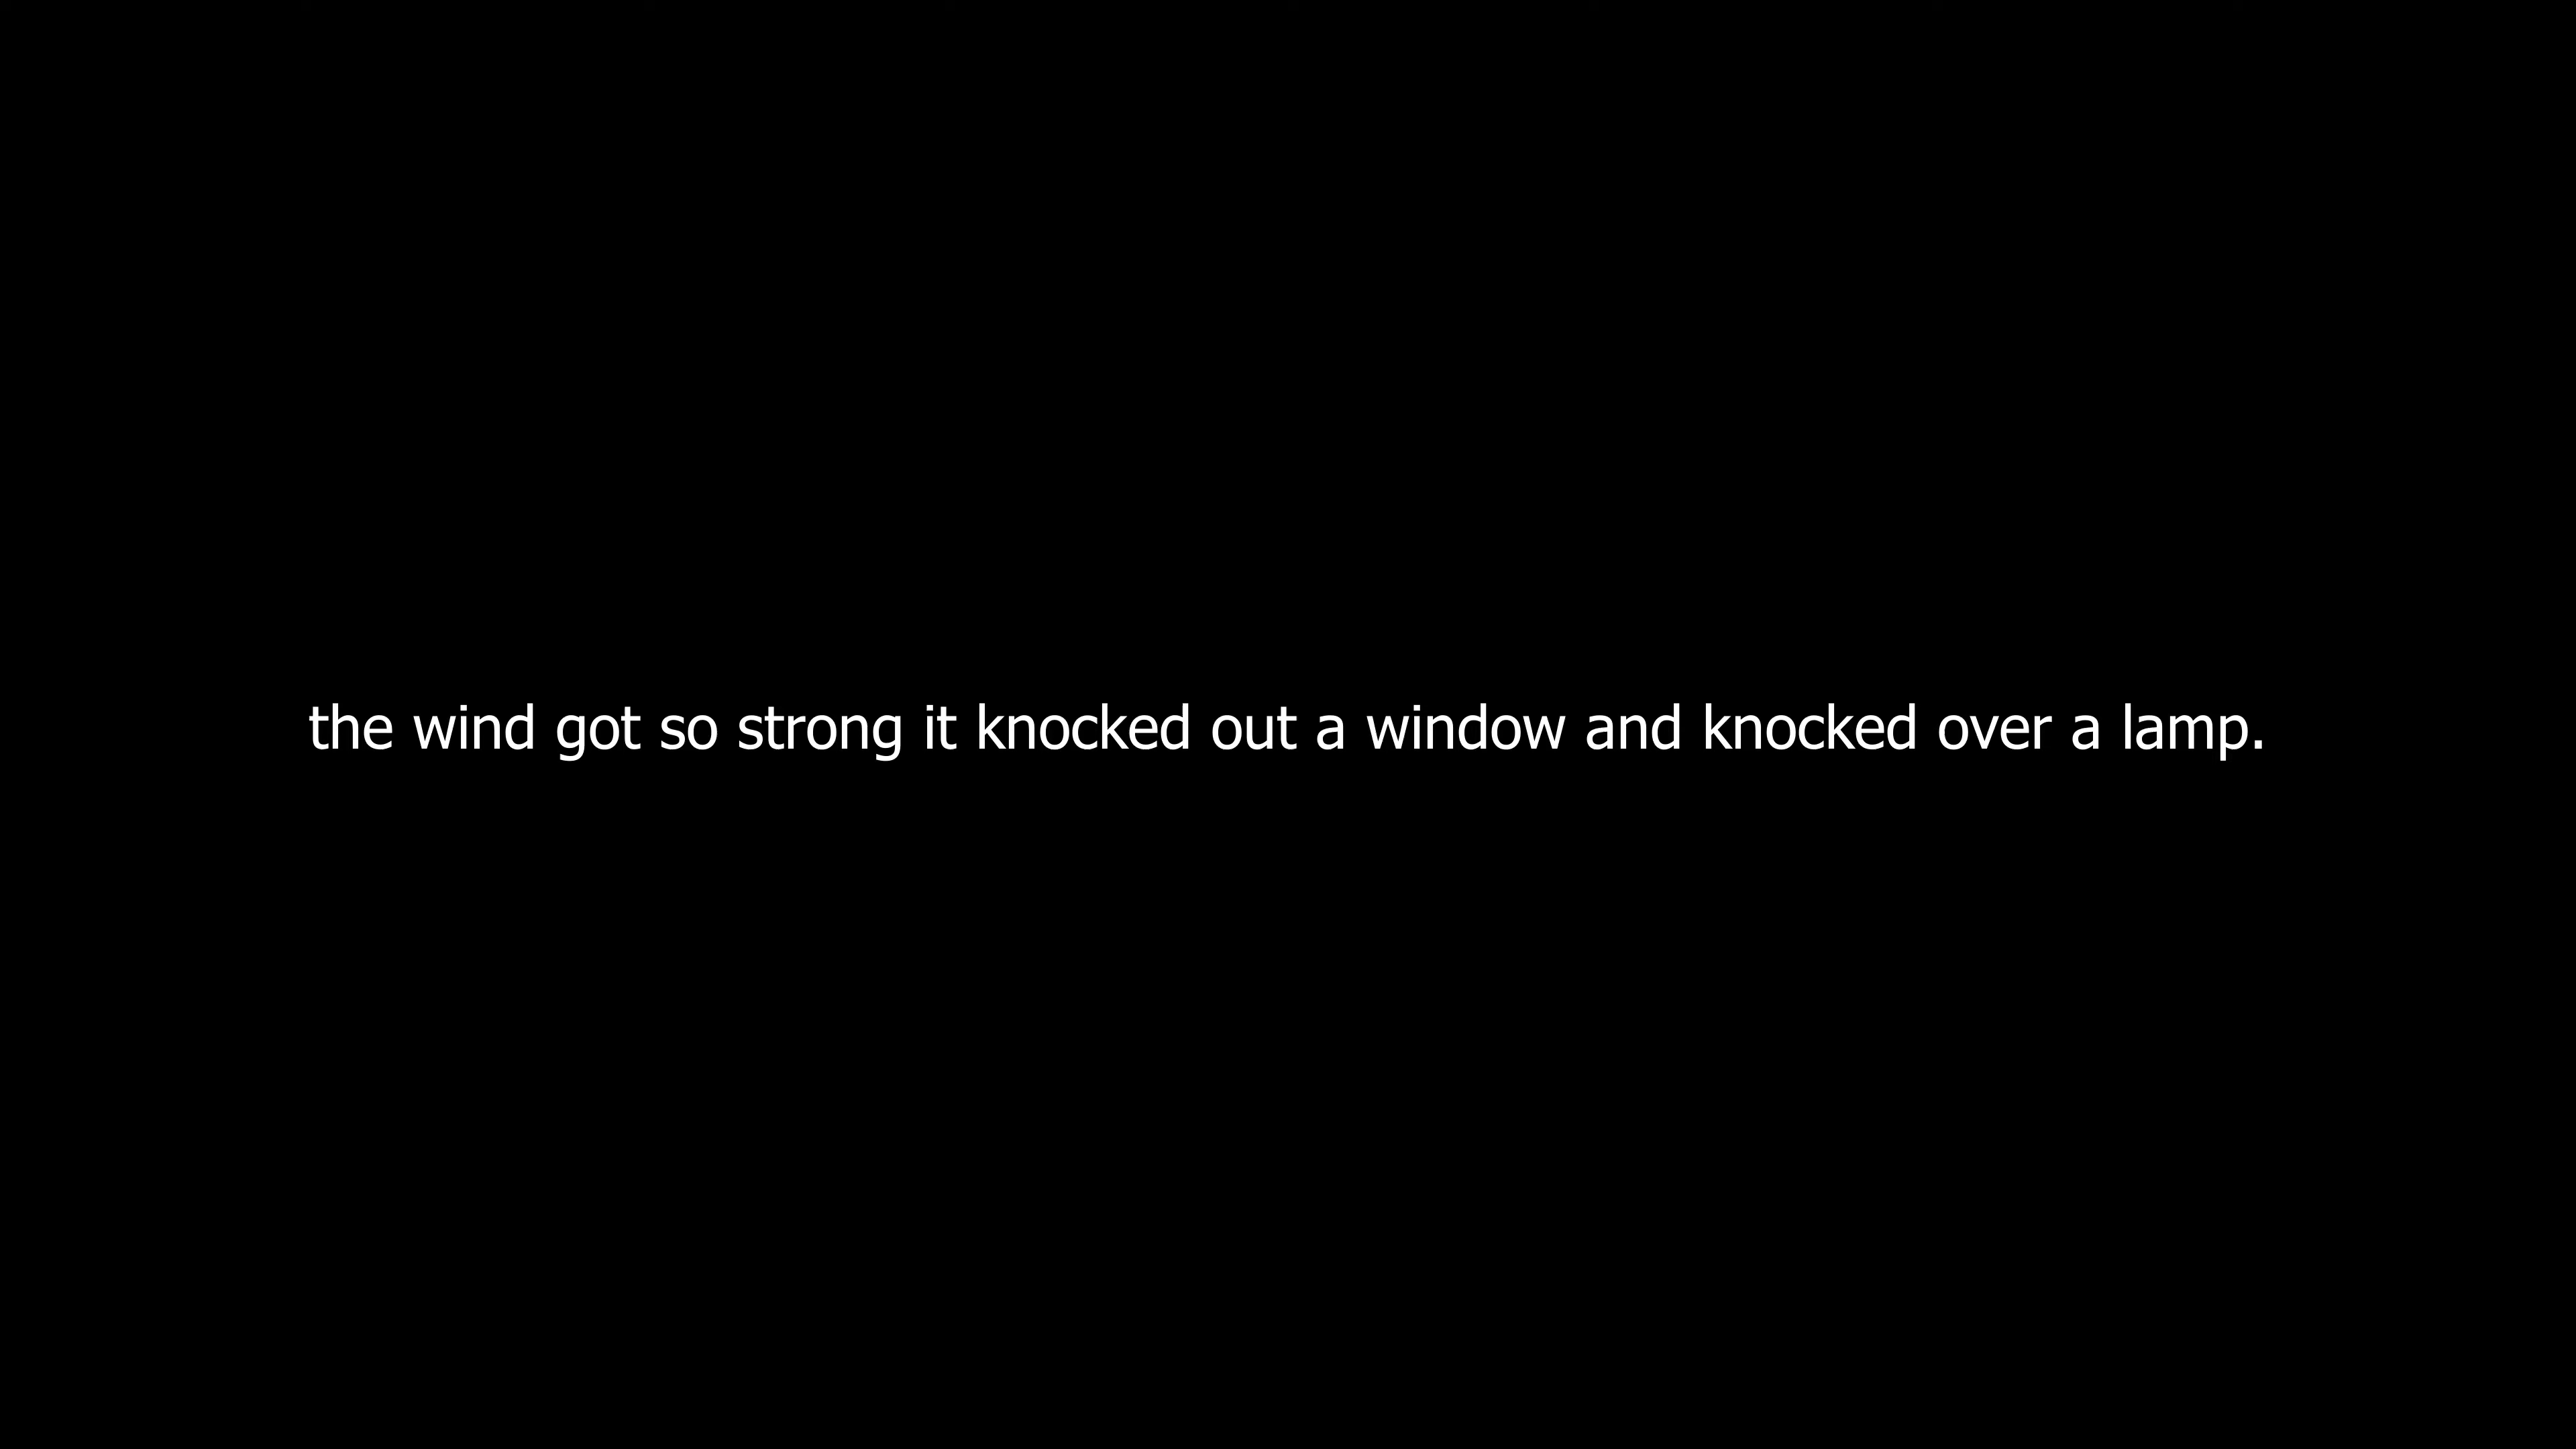 the wind got so strong it knocked out a window and knocked over a lamp.